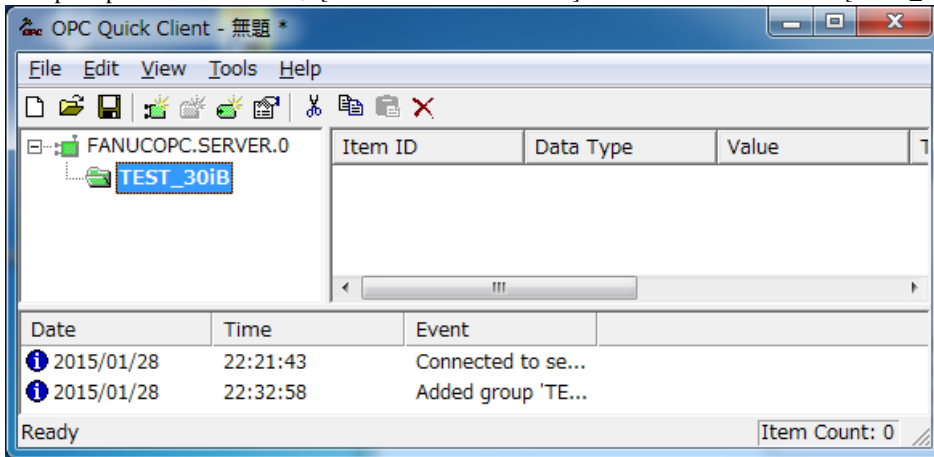 OPC Quick Client - 無題 *
File Edit View Tools Help
FANUCOPC.SERVER.0
TEST_30iB
Item ID Data Type Value
Date Time Event
2015/01/28 22:21:43 Connected to se...
2015/01/28 22:32:58 Added group 'TE...
Ready Item Count: 0